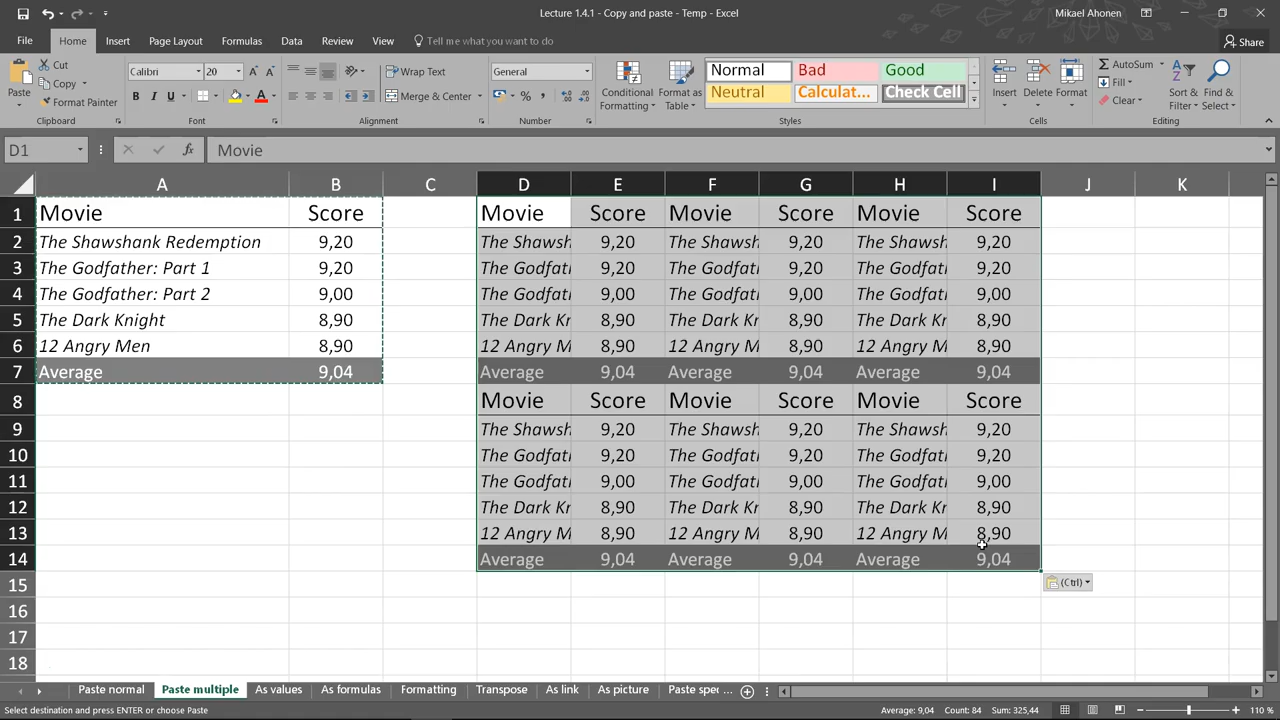 Lecture 1.4.1 - Copy and paste - Temp - Excel
Mikael Ahonen
File Home Insert Page Layout Formulas Data Review View Tell me what you want to do Share
Paste
Cut
Copy
Format Painter
Clipboard
Calibri 20
B I U
Font
Wrap Text
Merge & Center
Alignment
General
%
Number
Conditional Formatting
Format as Table
Normal Bad Good
Neutral Calculat... Check Cell
Styles
Insert Delete Format
Cells
AutoSum
Fill
Clear
Sort & Filter
Find & Select
Editing
D1 fx Movie
A B C D E F G H I J K
1 Movie Score Movie Score Movie Score Movie Score
2 The Shawshank Redemption 9,20 The Shawsh 9,20 The Shawsh 9,20 The Shawsh 9,20
3 The Godfather: Part 1 9,20 The Godfat 9,20 The Godfat 9,20 The Godfat 9,20
4 The Godfather: Part 2 9,00 The Godfat 9,00 The Godfat 9,00 The Godfat 9,00
5 The Dark Knight 8,90 The Dark Kr 8,90 The Dark Kr 8,90 The Dark Kr 8,90
6 12 Angry Men 8,90 12 Angry M 8,90 12 Angry M 8,90 12 Angry M 8,90
7 Average 9,04 Average 9,04 Average 9,04 Average 9,04
8 Movie Score Movie Score Movie Score
9 The Shawsh 9,20 The Shawsh 9,20 The Shawsh 9,20
10 The Godfat 9,20 The Godfat 9,20 The Godfat 9,20
11 The Godfat 9,00 The Godfat 9,00 The Godfat 9,00
12 The Dark Kr 8,90 The Dark Kr 8,90 The Dark Kr 8,90
13 12 Angry M 8,90 12 Angry M 8,90 12 Angry M 8,90
14 Average 9,04 Average 9,04 Average 9,04
15 (Ctrl)
16
17
18
Paste normal Paste multiple As values As formulas Formatting Transpose As link As picture Paste spec
Select destination and press ENTER or choose Paste Average: 9,04 Count: 84 Sum: 325,44 110 %